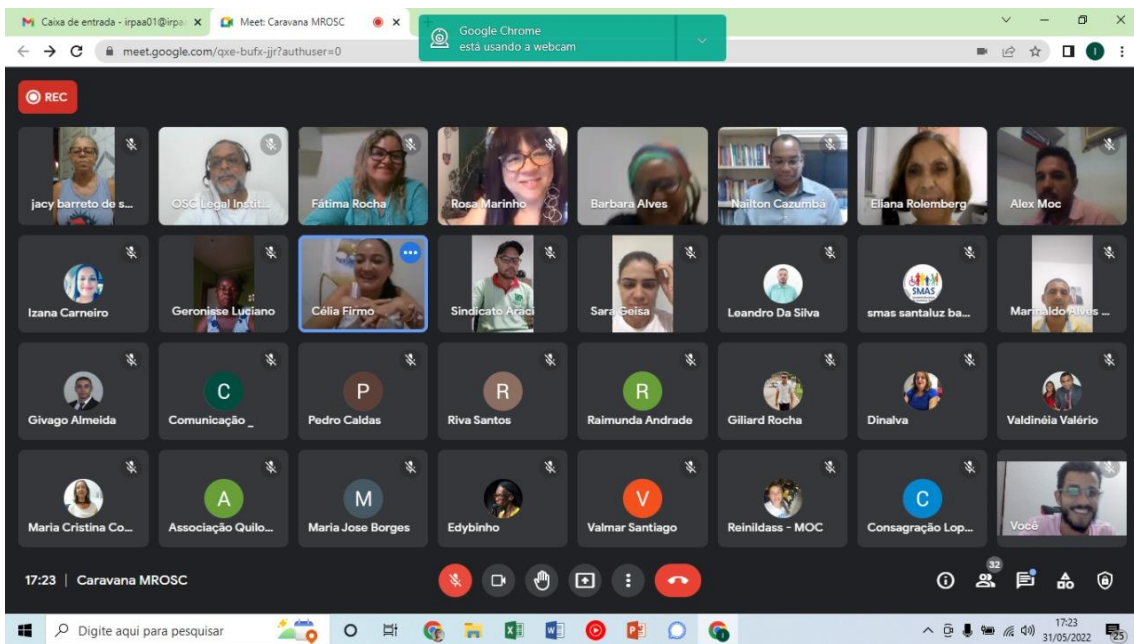 Caixa de entrada - irpaa01@irpa
Meet: Caravana MROSC
Google Chrome
está usando a webcam
meet.google.com/qxe-bufx-jjr?authuser=0
REC
jacy barreto de s...
OSC Legal Instit...
Fátima Rocha
Rosa Marinho
Barbara Alves
Nailton Cazumbá
Eliana Rolemberg
Alex Moc
Izana Carneiro
Geronisse Luciano
Célia Firmo
Sindicato Araci
Sara Geisa
Leandro Da Silva
SMAS
smas santaluz ba...
Marinaldo Alves ...
Givago Almeida
C
Comunicação _
P
Pedro Caldas
R
Riva Santos
R
Raimunda Andrade
Giliard Rocha
Dinalva
Valdinéia Valério
Maria Cristina Co...
A
Associação Quilo...
M
Maria Jose Borges
Edybinho
V
Valmar Santiago
Reinildass - MOC
C
Consagração Lop...
Você
17:23 | Caravana MROSC
32
Digite aqui para pesquisar
17:23
31/05/2022
25